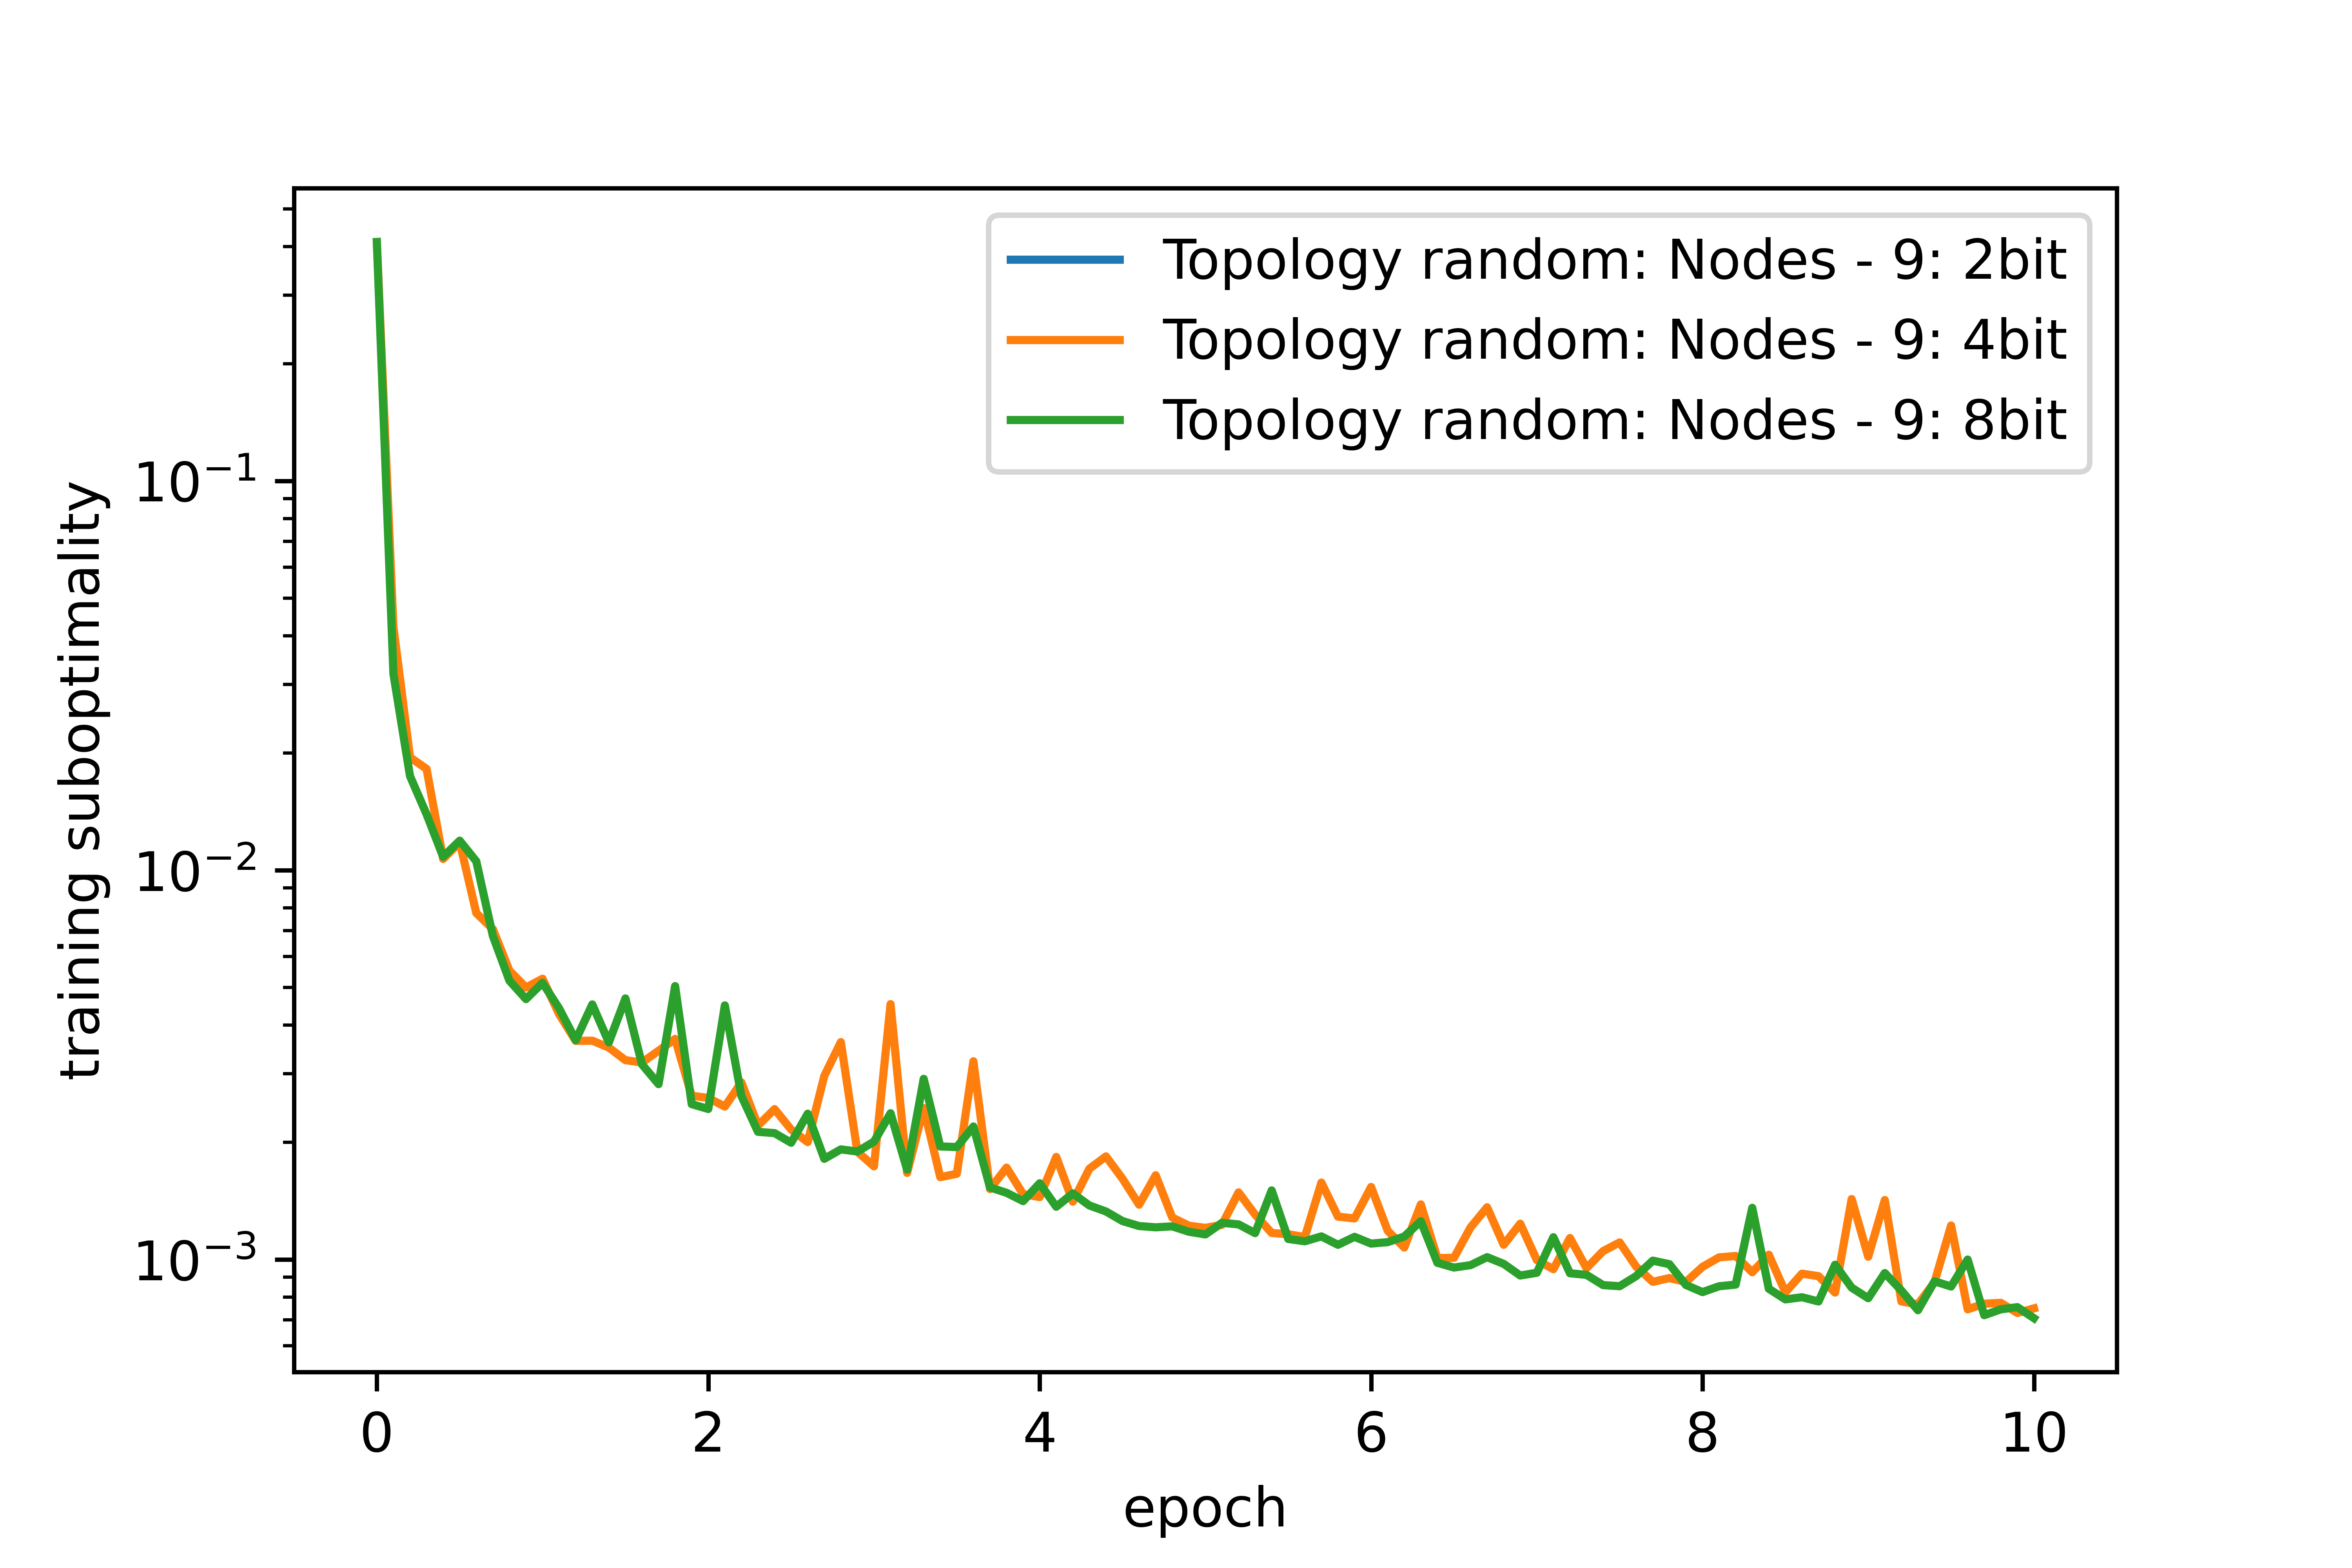 Topology random: Nodes - 9: 2bit
Topology random: Nodes - 9: 4bit
Topology random: Nodes - 9: 8bit
training suboptimality
10⁻¹
10⁻²
10⁻³
0 2 4 6 8 10
epoch